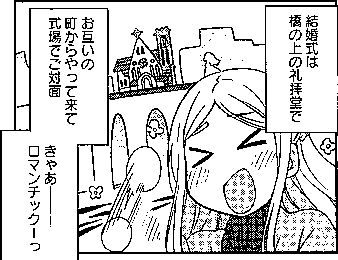 結婚式は
橋の上の礼拝堂で
お互いの
町からやって来て
式場でご対面
きゃあ――
ロマンチックーっ